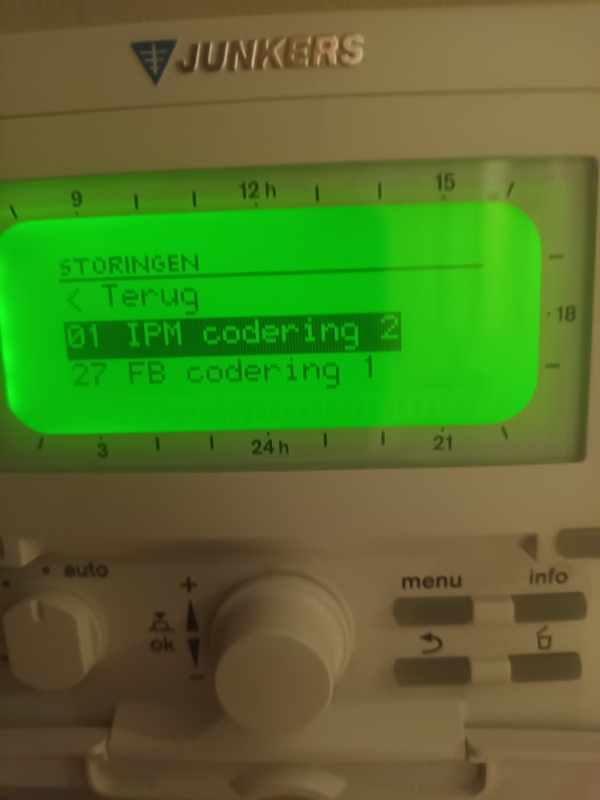 JUNKERS
9 12 h 15
STORINGEN
< Terug
01 IPM codering 2
18
27 FB codering 1
3 24 h 21
auto
+
menu info
ok
-